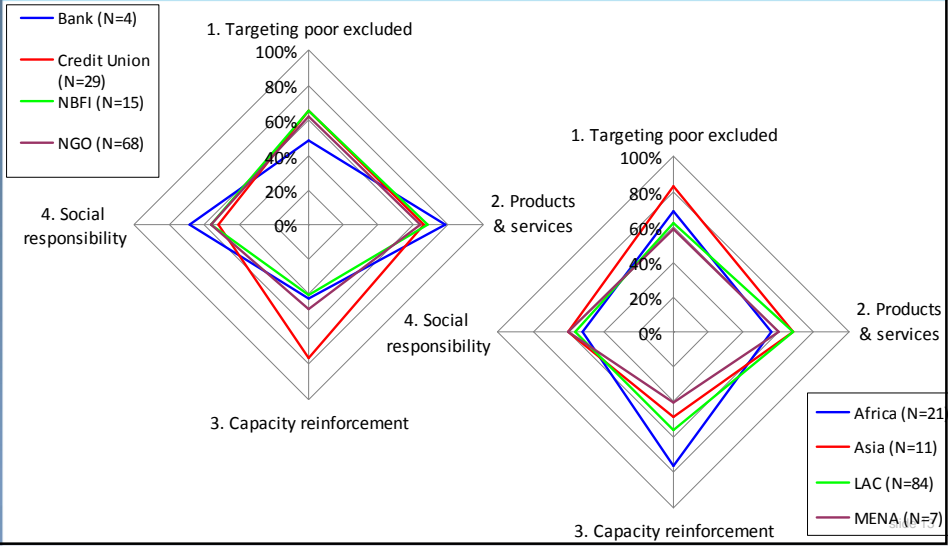 Bank (N=4)
Credit Union
(N=29)
NBFI (N=15)
NGO (N=68)
1. Targeting poor excluded
100%
80%
60%
40%
20%
0%
2. Products
& services
3. Capacity reinforcement
4. Social
responsibility
1. Targeting poor excluded
100%
80%
60%
40%
20%
0%
2. Products
& services
3. Capacity reinforcement
4. Social
responsibility
Africa (N=21
Asia (N=11)
LAC (N=84)
MENA (N=7)